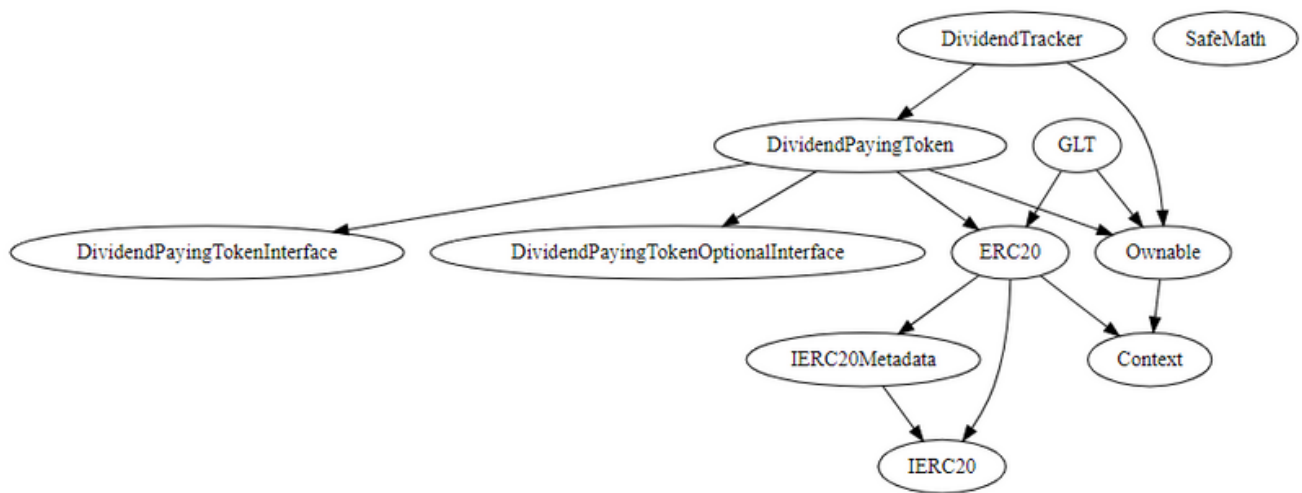 DividendTracker
SafeMath
DividendPayingToken
GLT
DividendPayingTokenInterface
DividendPayingTokenOptionalInterface
ERC20
Ownable
IERC20Metadata
Context
IERC20